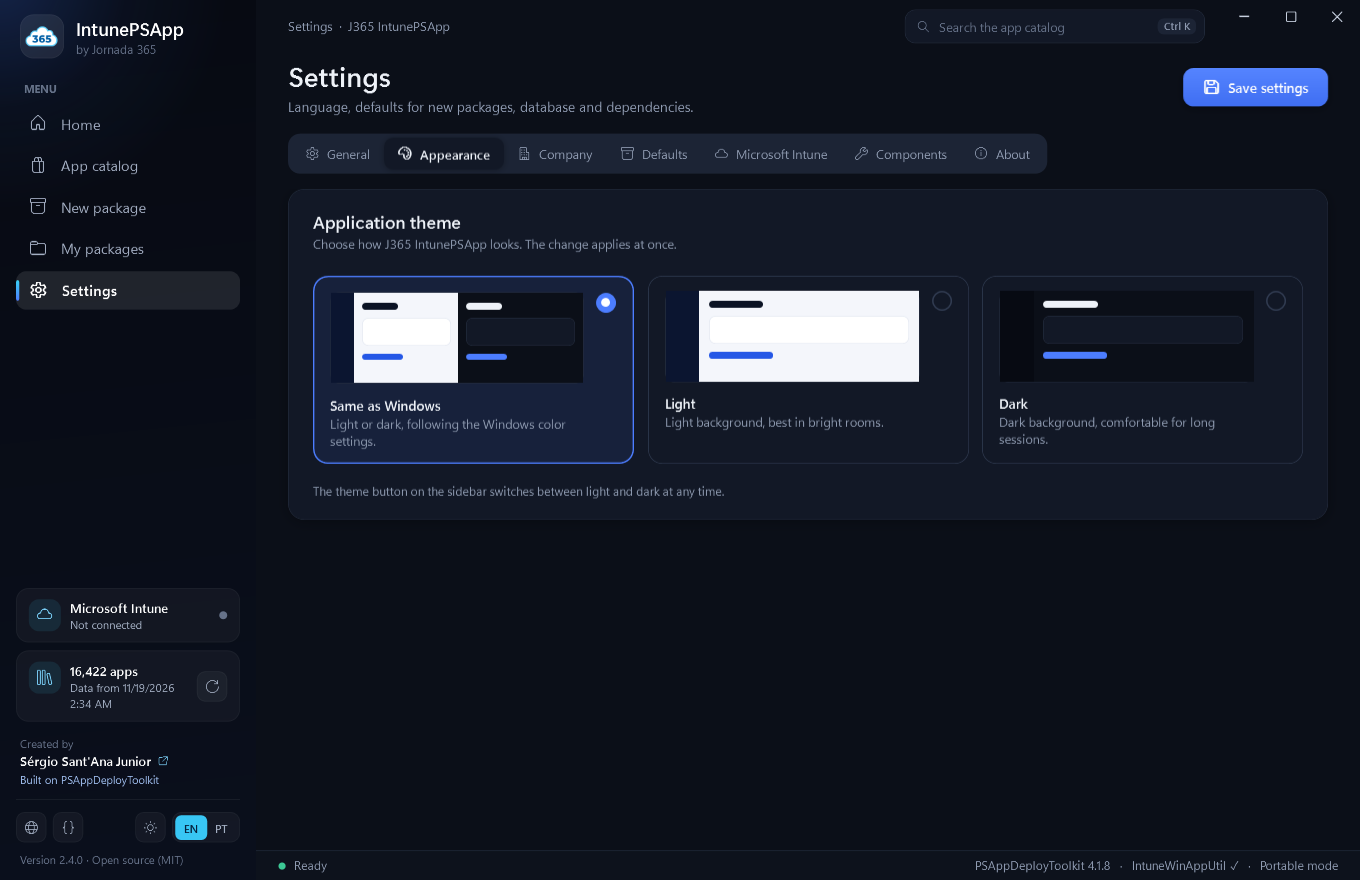 365
IntunePSApp
by Jornada 365
MENU
Home
App catalog
New package
My packages
Settings
Microsoft Intune
Not connected
16,422 apps
Data from 11/19/2026
2:34 AM
Created by
Sérgio Sant'Ana Junior
Built on PSAppDeployToolkit
{}
EN
PT
Version 2.4.0 · Open source (MIT)
Settings · J365 IntunePSApp
Search the app catalog
Ctrl K
Settings
Language, defaults for new packages, database and dependencies.
Save settings
General
Appearance
Company
Defaults
Microsoft Intune
Components
About
Application theme
Choose how J365 IntunePSApp looks. The change applies at once.
Same as Windows
Light or dark, following the Windows color
settings.
Light
Light background, best in bright rooms.
Dark
Dark background, comfortable for long
sessions.
The theme button on the sidebar switches between light and dark at any time.
Ready
PSAppDeployToolkit 4.1.8 · IntuneWinAppUtil ✓ · Portable mode